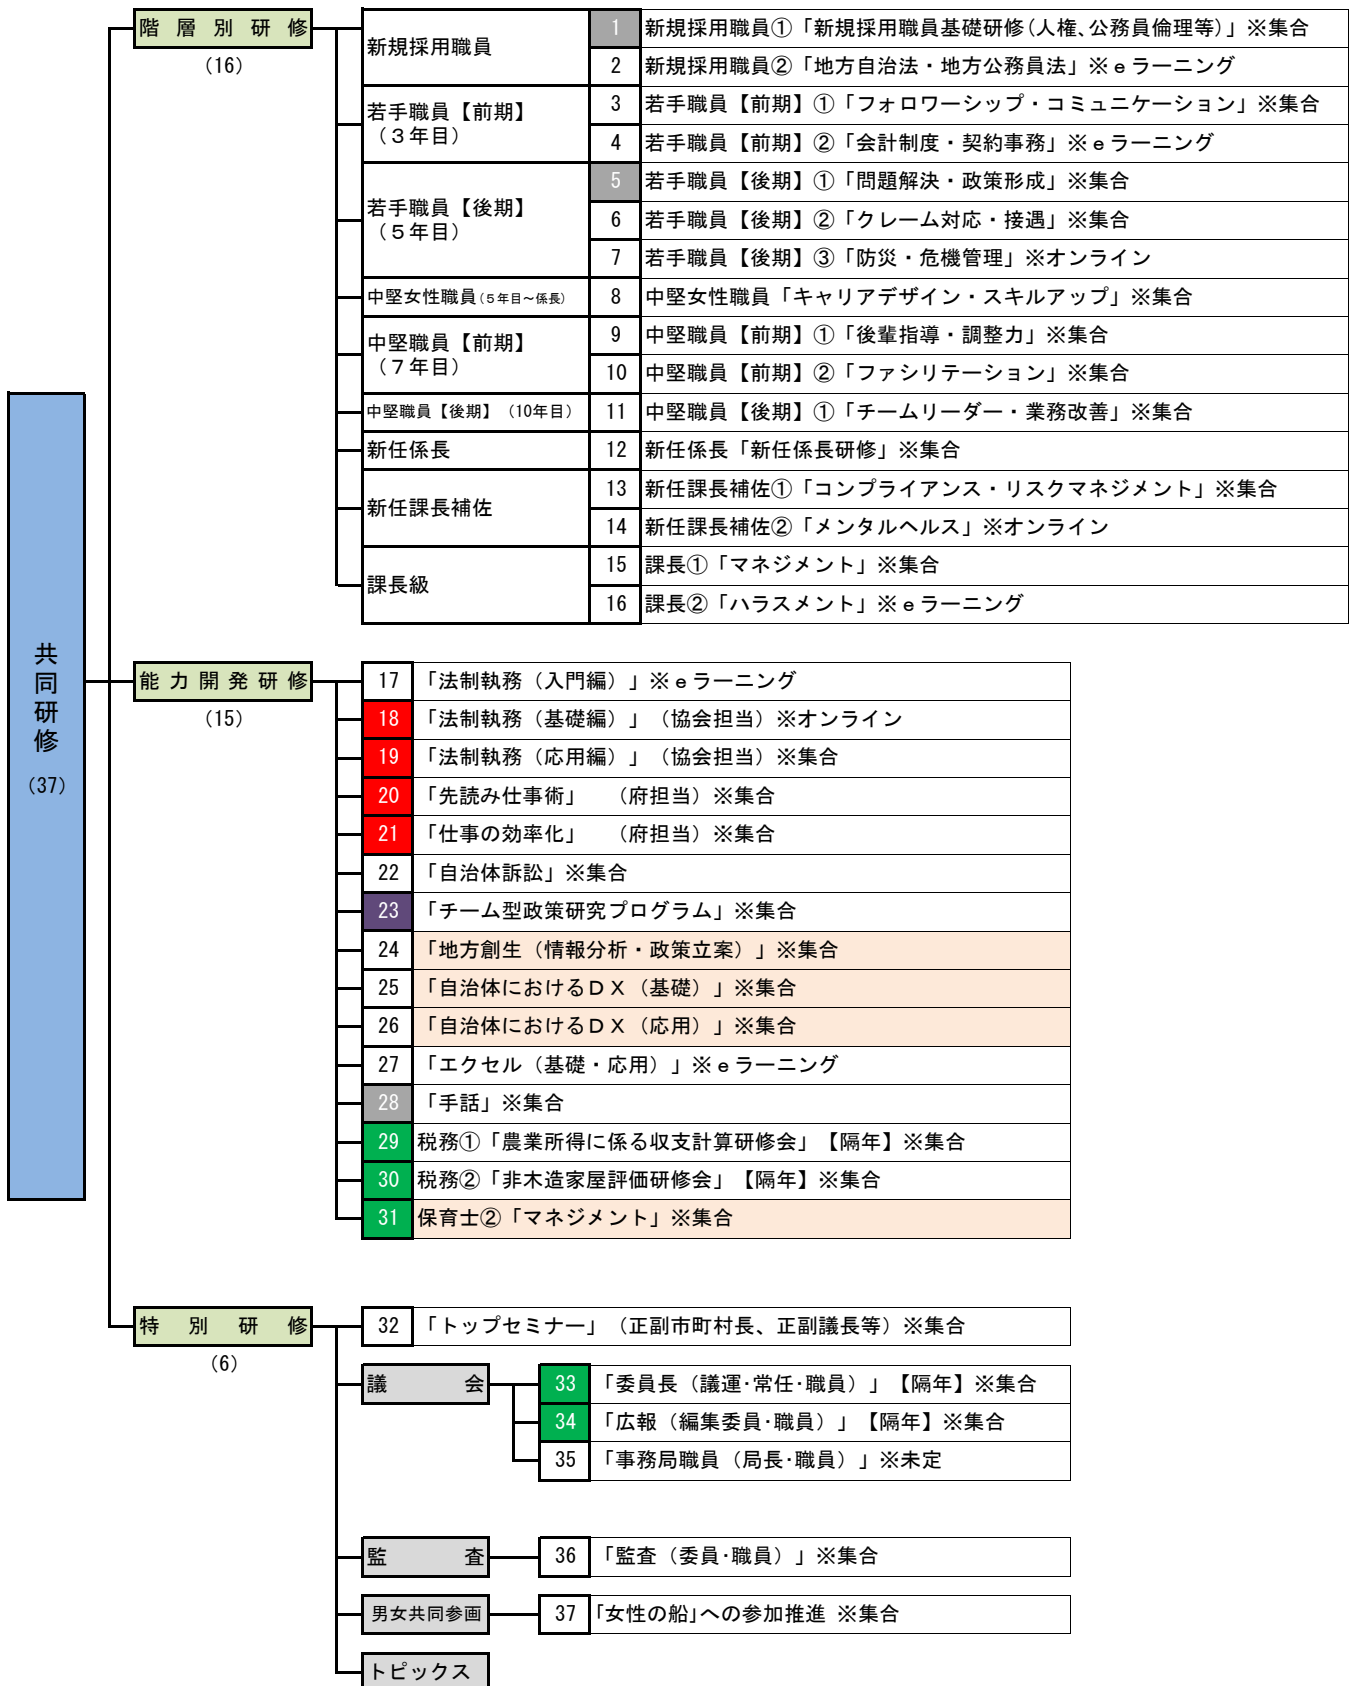 共同研修
(37)
階層別研修
(16)
新規採用職員
1 新規採用職員①「新規採用職員基礎研修(人権、公務員倫理等)」※集合
2 新規採用職員②「地方自治法・地方公務員法」※ｅラーニング
若手職員【前期】
（３年目）
3 若手職員【前期】①「フォロワーシップ・コミュニケーション」※集合
4 若手職員【前期】②「会計制度・契約事務」※ｅラーニング
若手職員【後期】
（５年目）
5 若手職員【後期】①「問題解決・政策形成」※集合
6 若手職員【後期】②「クレーム対応・接遇」※集合
7 若手職員【後期】③「防災・危機管理」※オンライン
中堅女性職員(５年目～係長)
8 中堅女性職員「キャリアデザイン・スキルアップ」※集合
中堅職員【前期】
（７年目）
9 中堅職員【前期】①「後輩指導・調整力」※集合
10 中堅職員【前期】②「ファシリテーション」※集合
中堅職員【後期】（10年目）
11 中堅職員【後期】①「チームリーダー・業務改善」※集合
新任係長
12 新任係長「新任係長研修」※集合
新任課長補佐
13 新任課長補佐①「コンプライアンス・リスクマネジメント」※集合
14 新任課長補佐②「メンタルヘルス」※オンライン
課長級
15 課長①「マネジメント」※集合
16 課長②「ハラスメント」※ｅラーニング
能力開発研修
(15)
17 「法制執務（入門編）」※ｅラーニング
18 「法制執務（基礎編）」（協会担当）※オンライン
19 「法制執務（応用編）」（協会担当）※集合
20 「先読み仕事術」　（府担当）※集合
21 「仕事の効率化」　（府担当）※集合
22 「自治体訴訟」※集合
23 「チーム型政策研究プログラム」※集合
24 「地方創生（情報分析・政策立案）」※集合
25 「自治体におけるＤＸ（基礎）」※集合
26 「自治体におけるＤＸ（応用）」※集合
27 「エクセル（基礎・応用）」※ｅラーニング
28 「手話」※集合
29 税務①「農業所得に係る収支計算研修会」【隔年】※集合
30 税務②「非木造家屋評価研修会」【隔年】※集合
31 保育士②「マネジメント」※集合
特別研修
(6)
32 「トップセミナー」（正副市町村長、正副議長等）※集合
議会
33 「委員長（議運･常任･職員）」【隔年】※集合
34 「広報（編集委員･職員）」【隔年】※集合
35 「事務局職員（局長･職員）」※未定
監査
36 「監査（委員･職員）」※集合
男女共同参画
37 「女性の船」への参加推進 ※集合
トピックス